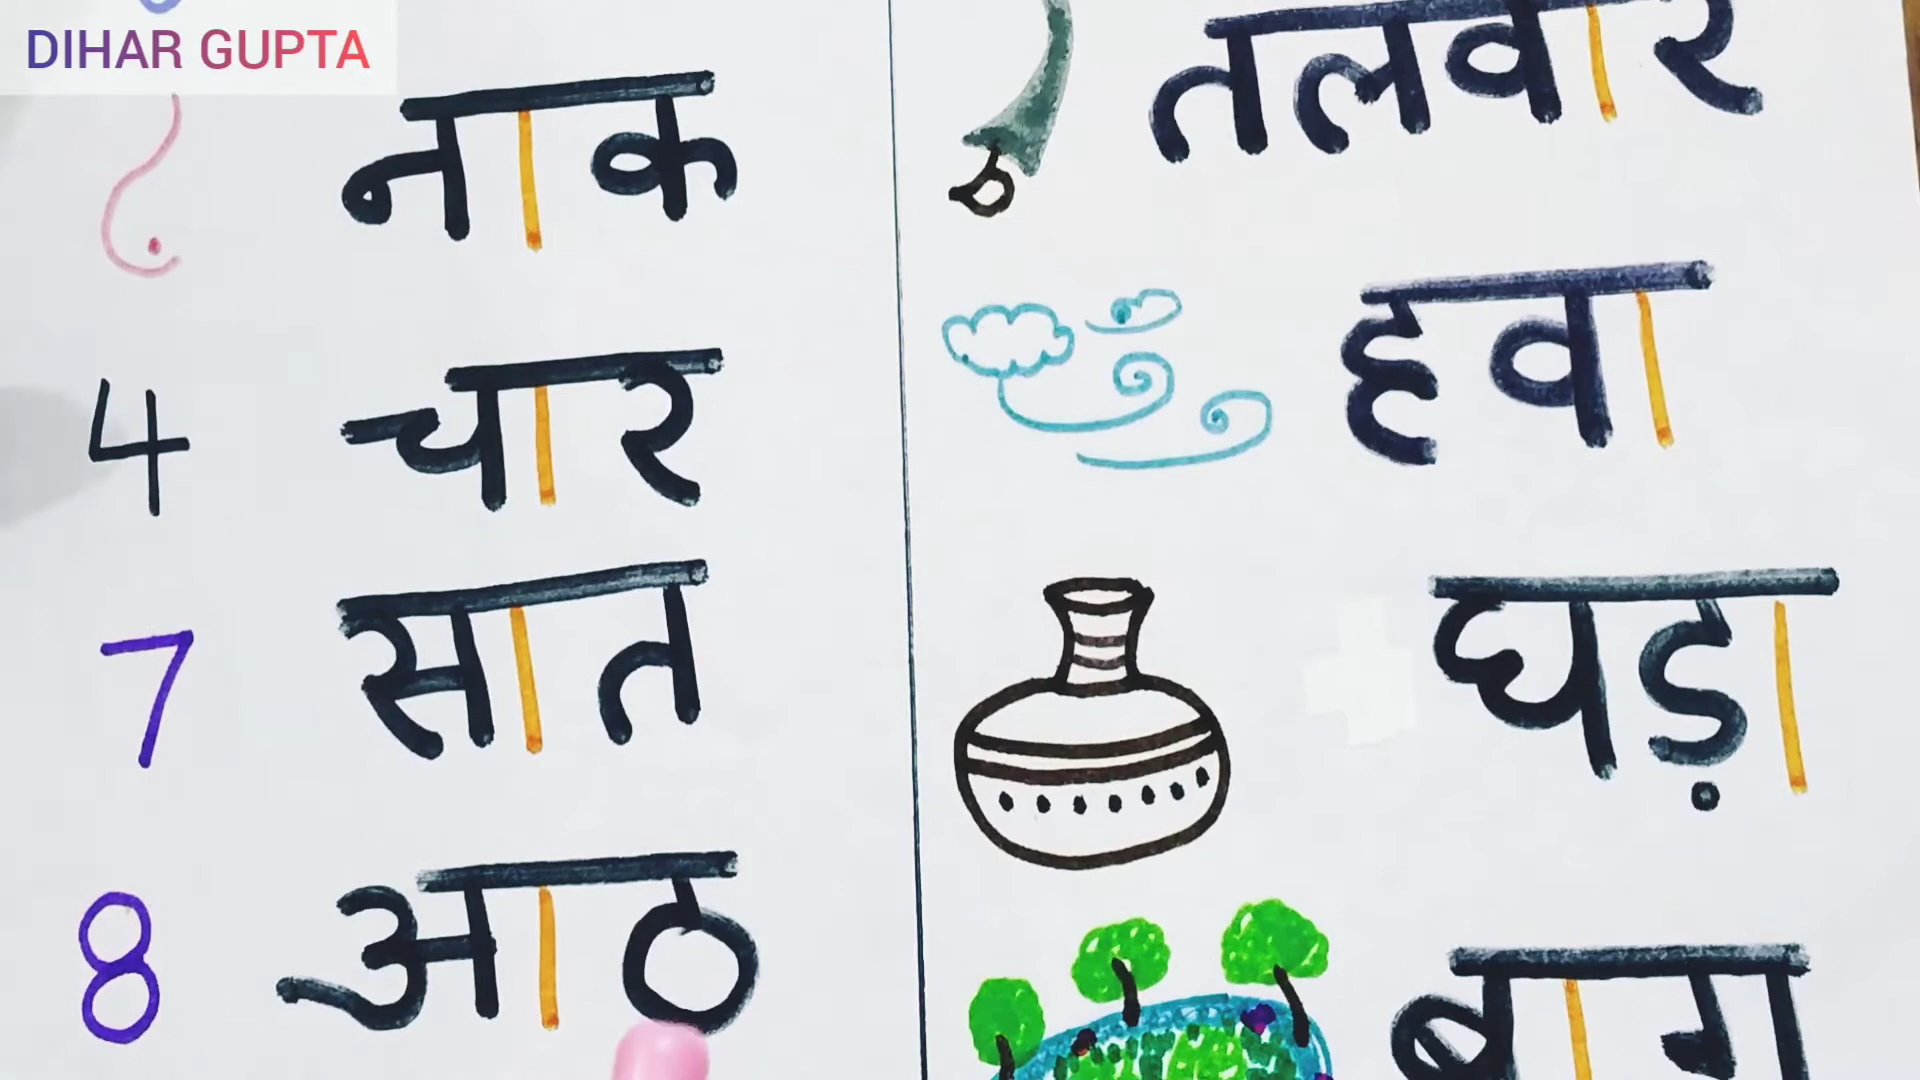 DIHAR GUPTA
नाक
4 चार
7 सात
8 आठ
तलवार
हवा
घड़ा
बाग